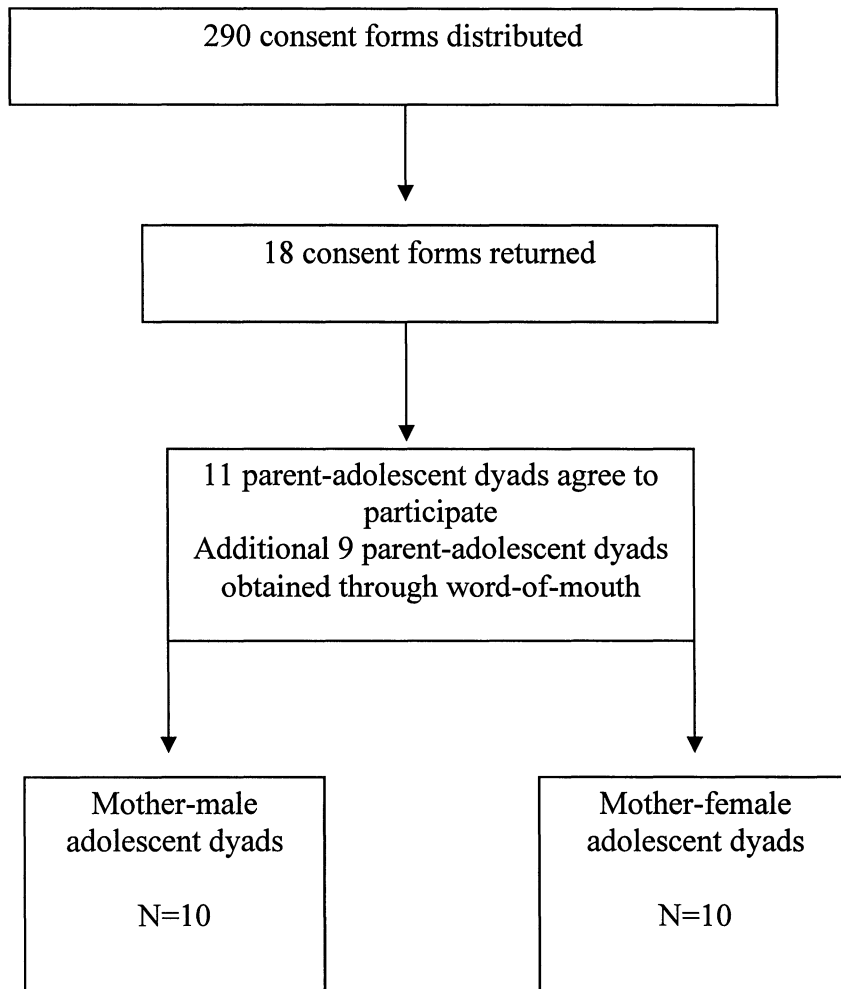 290 consent forms distributed
18 consent forms returned
11 parent-adolescent dyads agree to
participate
Additional 9 parent-adolescent dyads
obtained through word-of-mouth
Mother-male
adolescent dyads
N=10
Mother-female
adolescent dyads
N=10